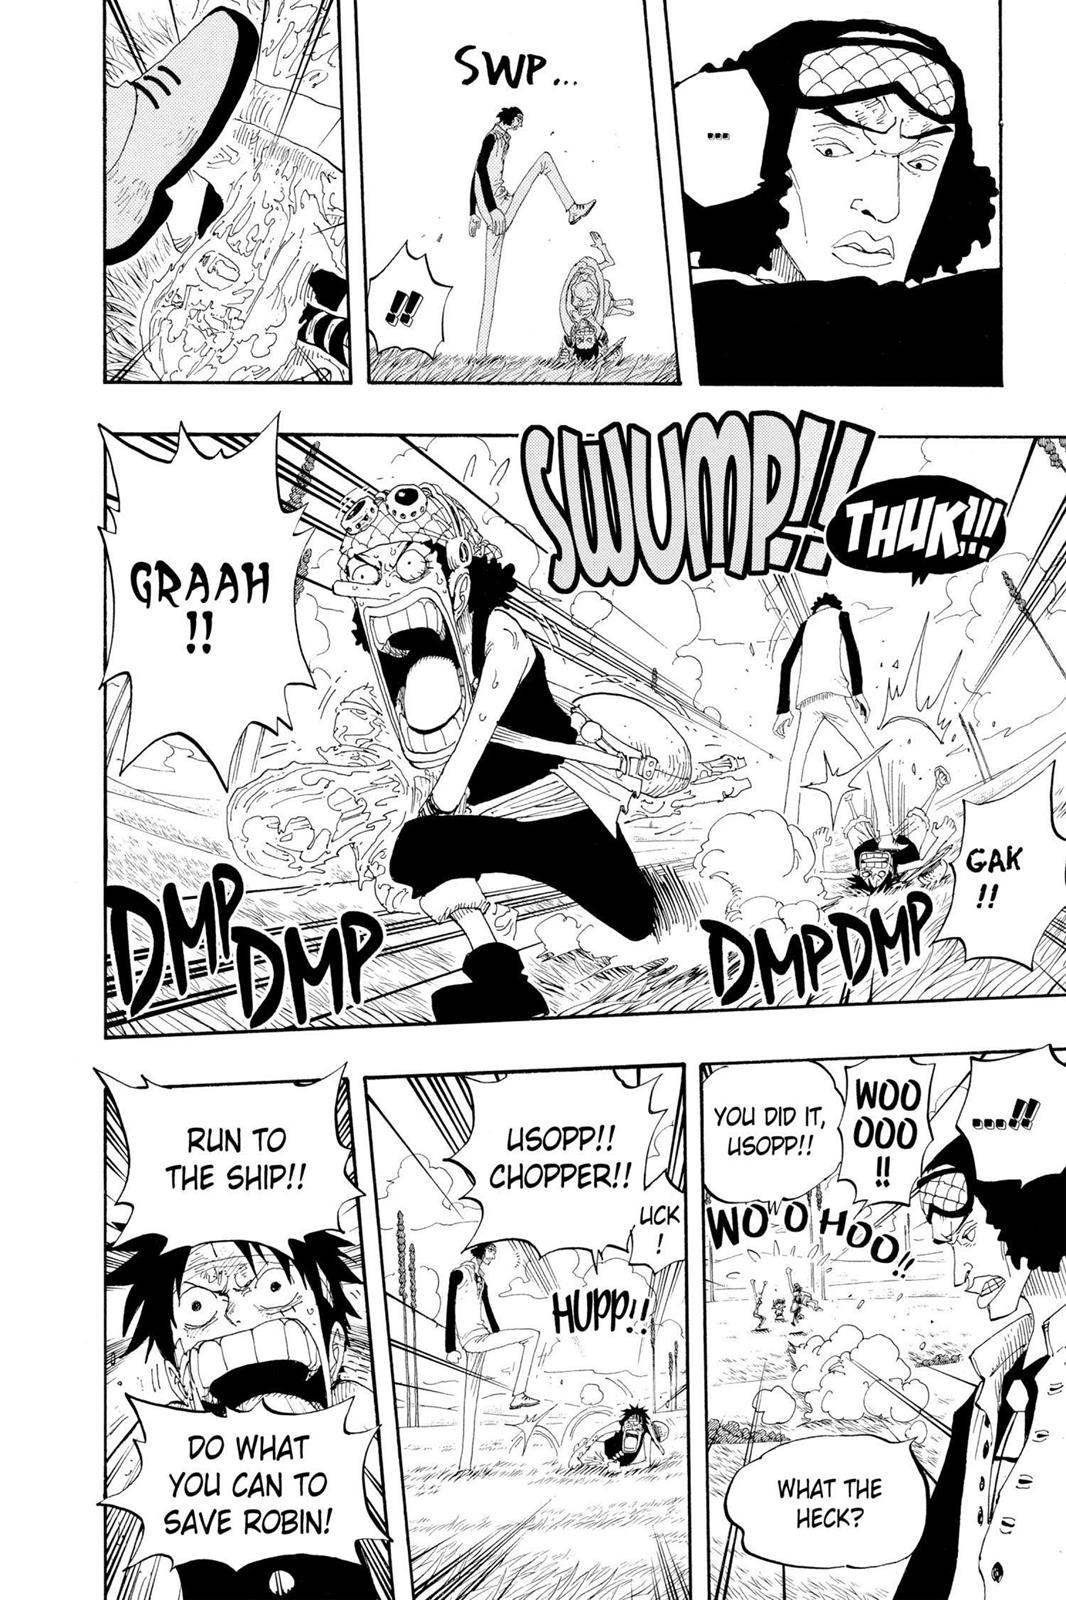 ...
SWP...
!!
THUK!!!
SWUMP!!
GAK
!!
GRAAH
!!
DMP DMP
DMP
DMP
....!!
WOO
OOO
!!
YOU DID IT,
USOPP!!
WOWO HOO!!
WHAT THE
HECK?
UCK
!
USOPP!!
CHOPPER!!
HUPP!!
RUN TO
THE SHIP!!
DO WHAT
YOU CAN TO
SAVE ROBIN!